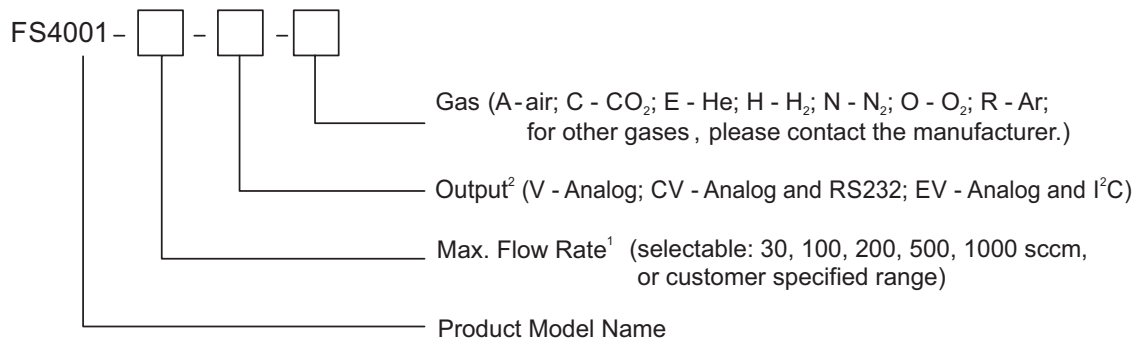 FS4001 - - -
Gas (A-air; C - CO₂; E - He; H - H₂; N - N₂; O - O₂; R - Ar;
for other gases , please contact the manufacturer.)
Output² (V - Analog; CV - Analog and RS232; EV - Analog and I²C)
Max. Flow Rate¹ (selectable: 30, 100, 200, 500, 1000 sccm,
or customer specified range)
Product Model Name